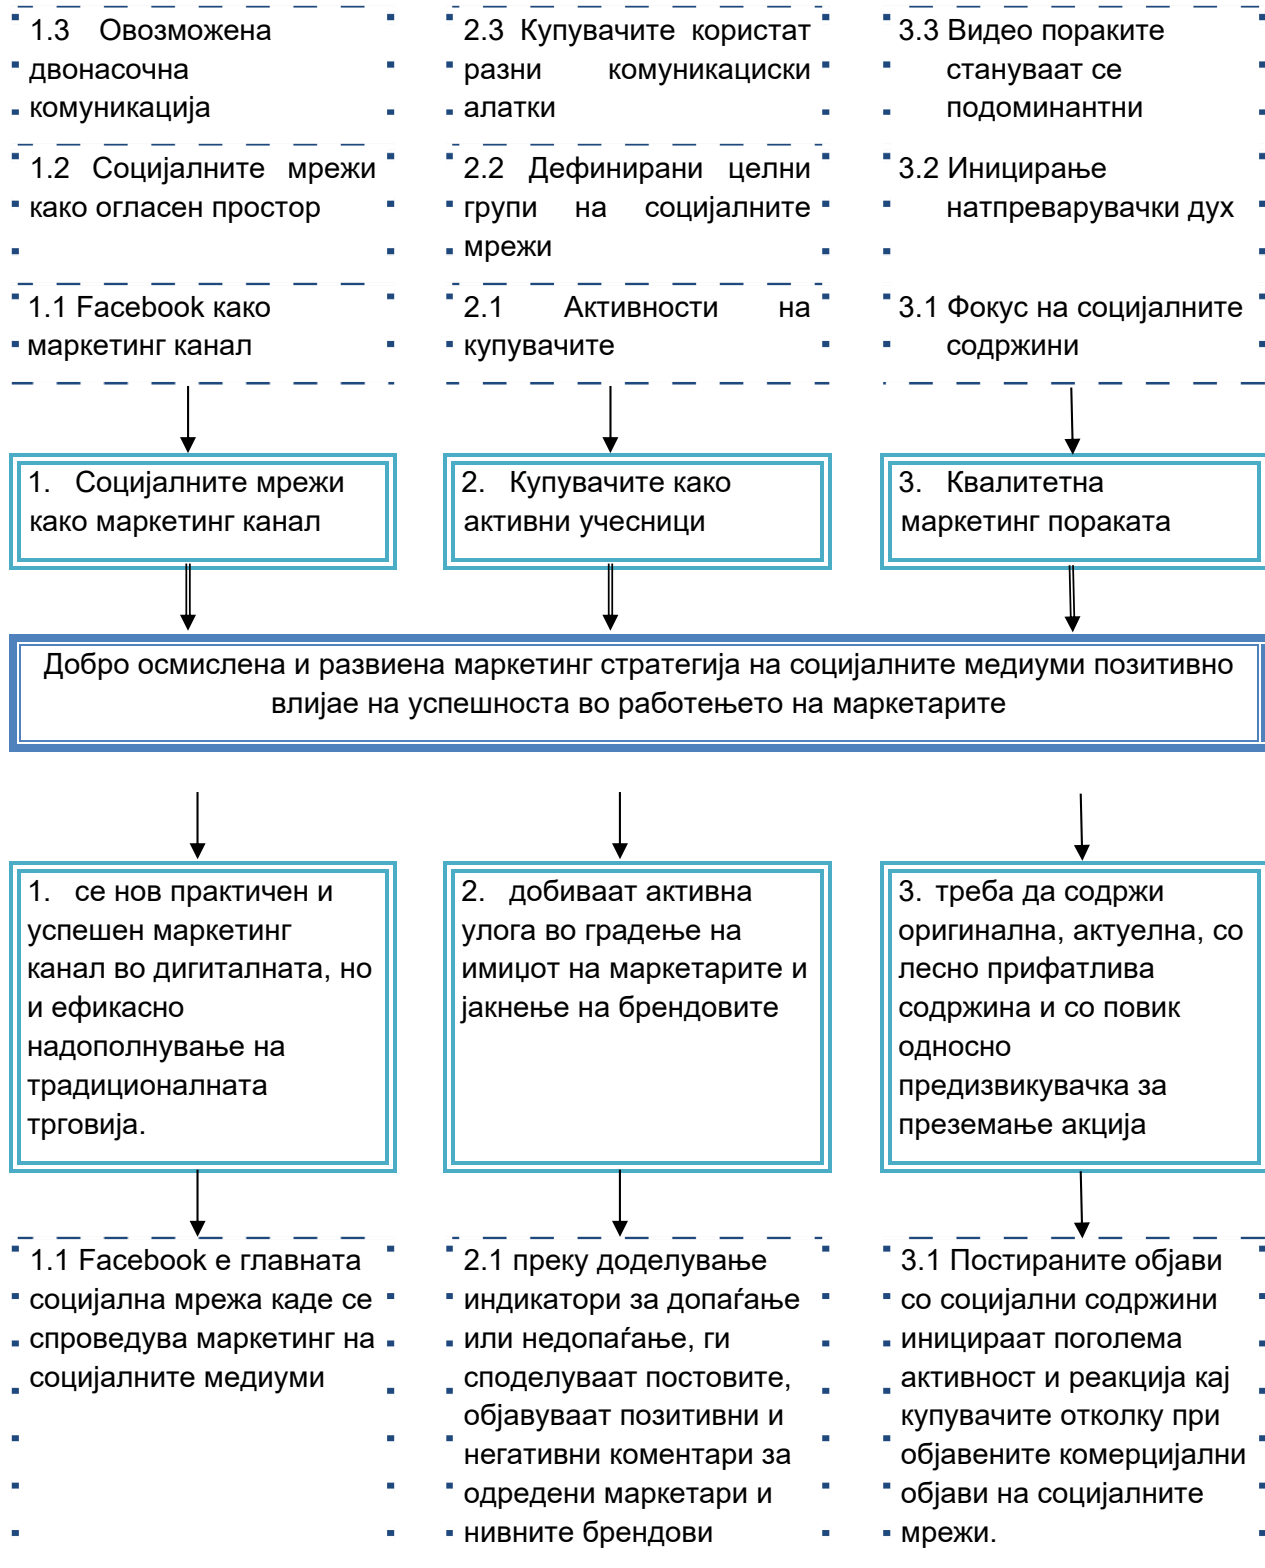 1.3 Овозможена
двонасочна
комуникација
2.3 Купувачите користат
разни комуникациски
алатки
3.3 Видео пораките
стануваат се
подоминантни
1.2 Социјалните мрежи
како огласен простор
2.2 Дефинирани целни
групи на социјалните
мрежи
3.2 Иницирање
натпреварувачки дух
1.1 Facebook како
маркетинг канал
2.1 Активности на
купувачите
3.1 Фокус на социјалните
содржини
1. Социјалните мрежи
како маркетинг канал
2. Купувачите како
активни учесници
3. Квалитетна
маркетинг пораката
Добро осмислена и развиена маркетинг стратегија на социјалните медиуми позитивно
влијае на успешноста во работењето на маркетарите
1. се нов практичен и
успешен маркетинг
канал во дигиталната, но
и ефикасно
надополнување на
традиционалната
трговија.
2. добиваат активна
улога во градење на
имиџот на маркетарите и
јакнење на брендовите
3. треба да содржи
оригинална, актуелна, со
лесно прифатлива
содржина и со повик
односно
предизвикувачка за
преземање акција
1.1 Facebook е главната
социјална мрежа каде се
спроведува маркетинг на
социјалните медиуми
2.1 преку доделување
индикатори за допаѓање
или недопаѓање, ги
споделуваат постовите,
објавуваат позитивни и
негативни коментари за
одредени маркетари и
нивните брендови
3.1 Постираните објави
со социјални содржини
иницираат поголема
активност и реакција кај
купувачите отколку при
објавените комерцијални
објави на социјалните
мрежи.